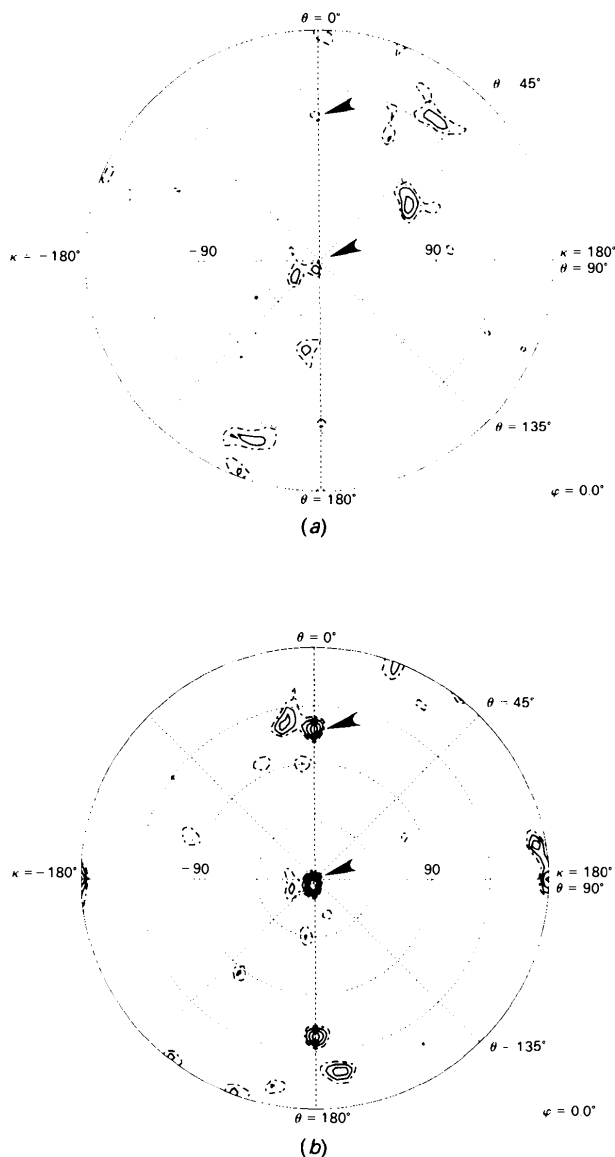 θ = 0°
θ 45°
κ = −180°
−90
90
κ = 180°
θ = 90°
θ = 135°
θ = 180°
φ = 0.0°
(a)
θ = 0°
θ = 45°
κ = −180°
−90
90
κ = 180°
θ = 90°
θ - 135°
θ = 180°
φ = 0 0°
(b)